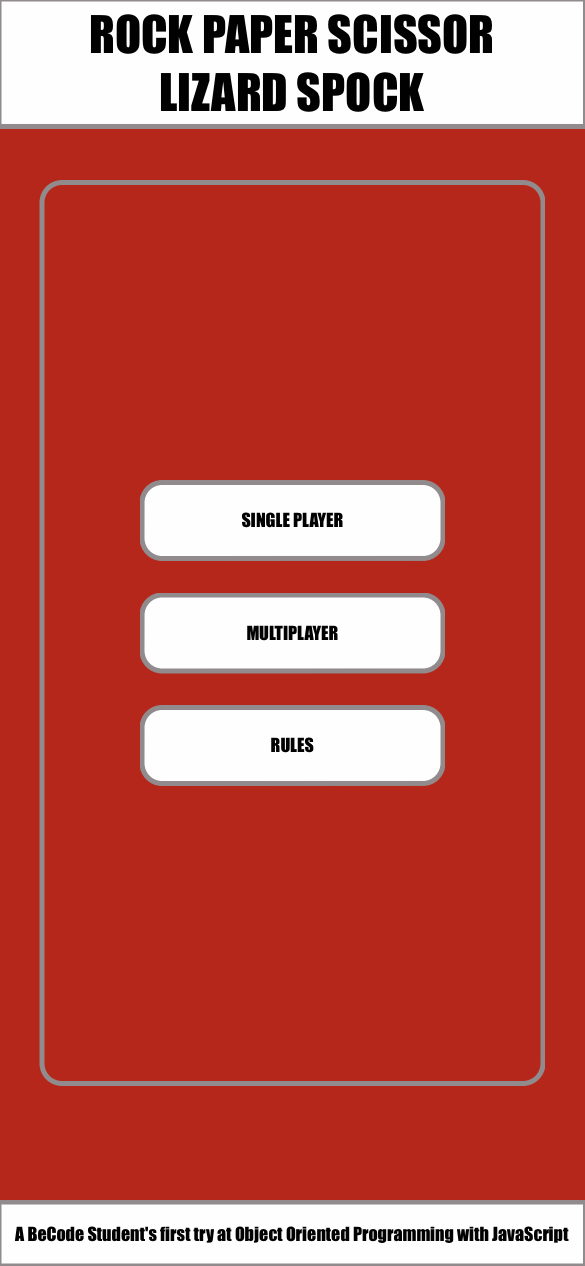 ROCK PAPER SCISSOR
LIZARD SPOCK
SINGLE PLAYER
MULTIPLAYER
RULES
A BeCode Student's first try at Object Oriented Programming with JavaScript